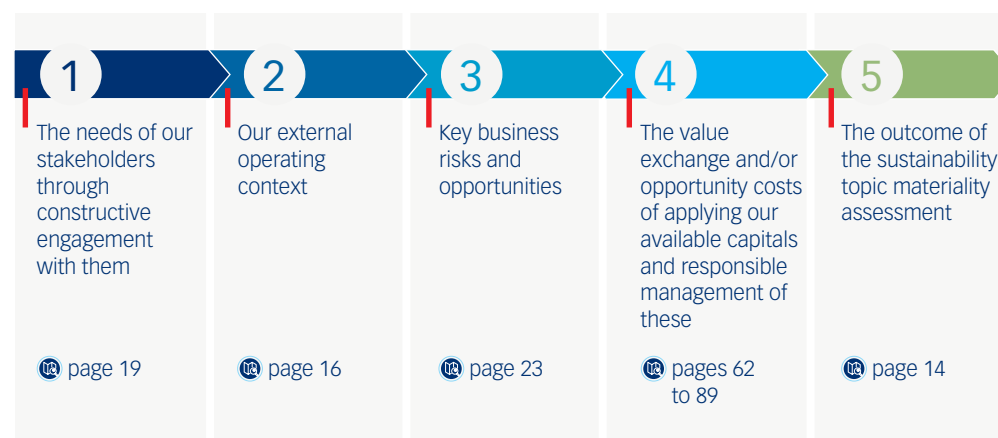 1
The needs of our
stakeholders
through
constructive
engagement
with them
page 19
2
Our external
operating
context
page 16
3
Key business
risks and
opportunities
page 23
4
The value
exchange and/or
opportunity costs
of applying our
available capitals
and responsible
management of
these
pages 62
to 89
5
The outcome of
the sustainability
topic materiality
assessment
page 14